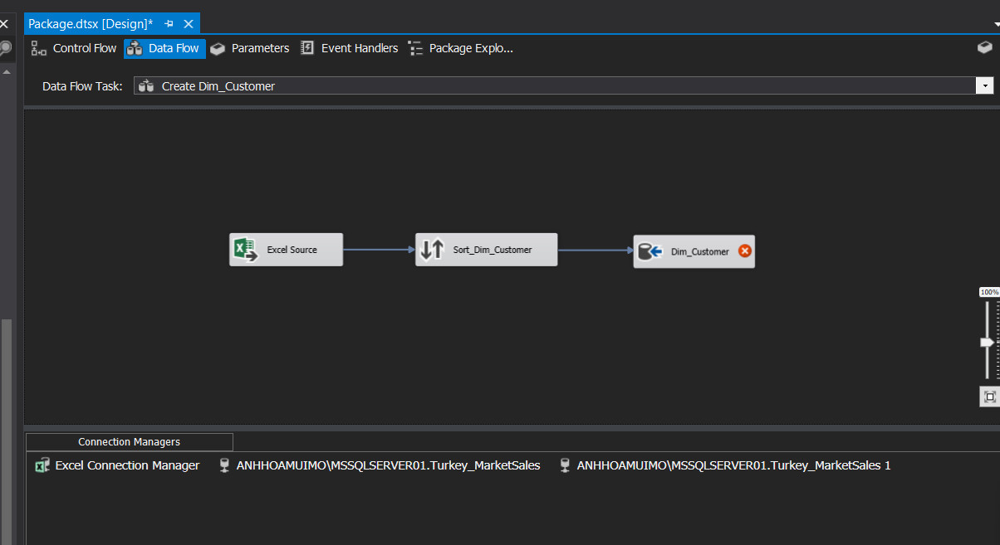 Package.dtsx [Design]*
Control Flow Data Flow Parameters Event Handlers Package Explo...
Data Flow Task: Create Dim_Customer
Excel Source Sort_Dim_Customer Dim_Customer
100%
Connection Managers
Excel Connection Manager ANHHOAMUIMO\MSSQLSERVER01.Turkey_MarketSales ANHHOAMUIMO\MSSQLSERVER01.Turkey_MarketSales 1